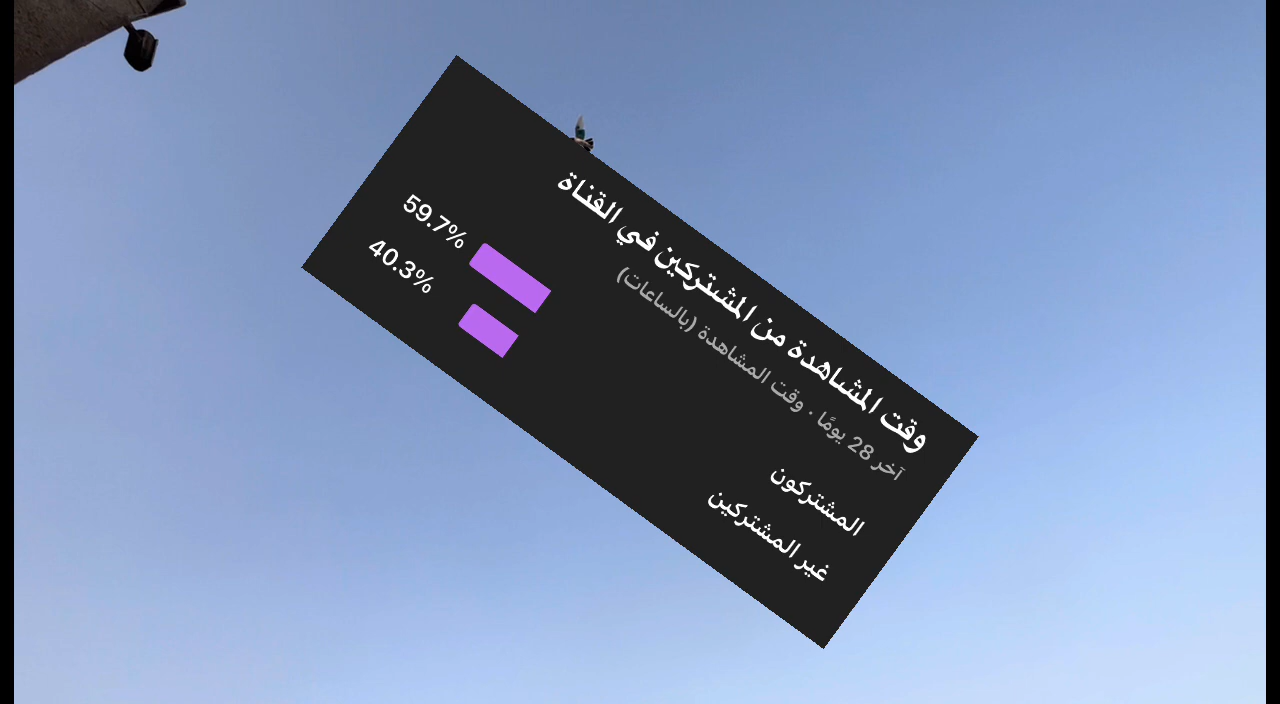 وقت المشاهدة من المشتركين في القناة
آخر 28 يومًا · وقت المشاهدة (بالساعات)
المشتركون 59.7%
غير المشتركين 40.3%